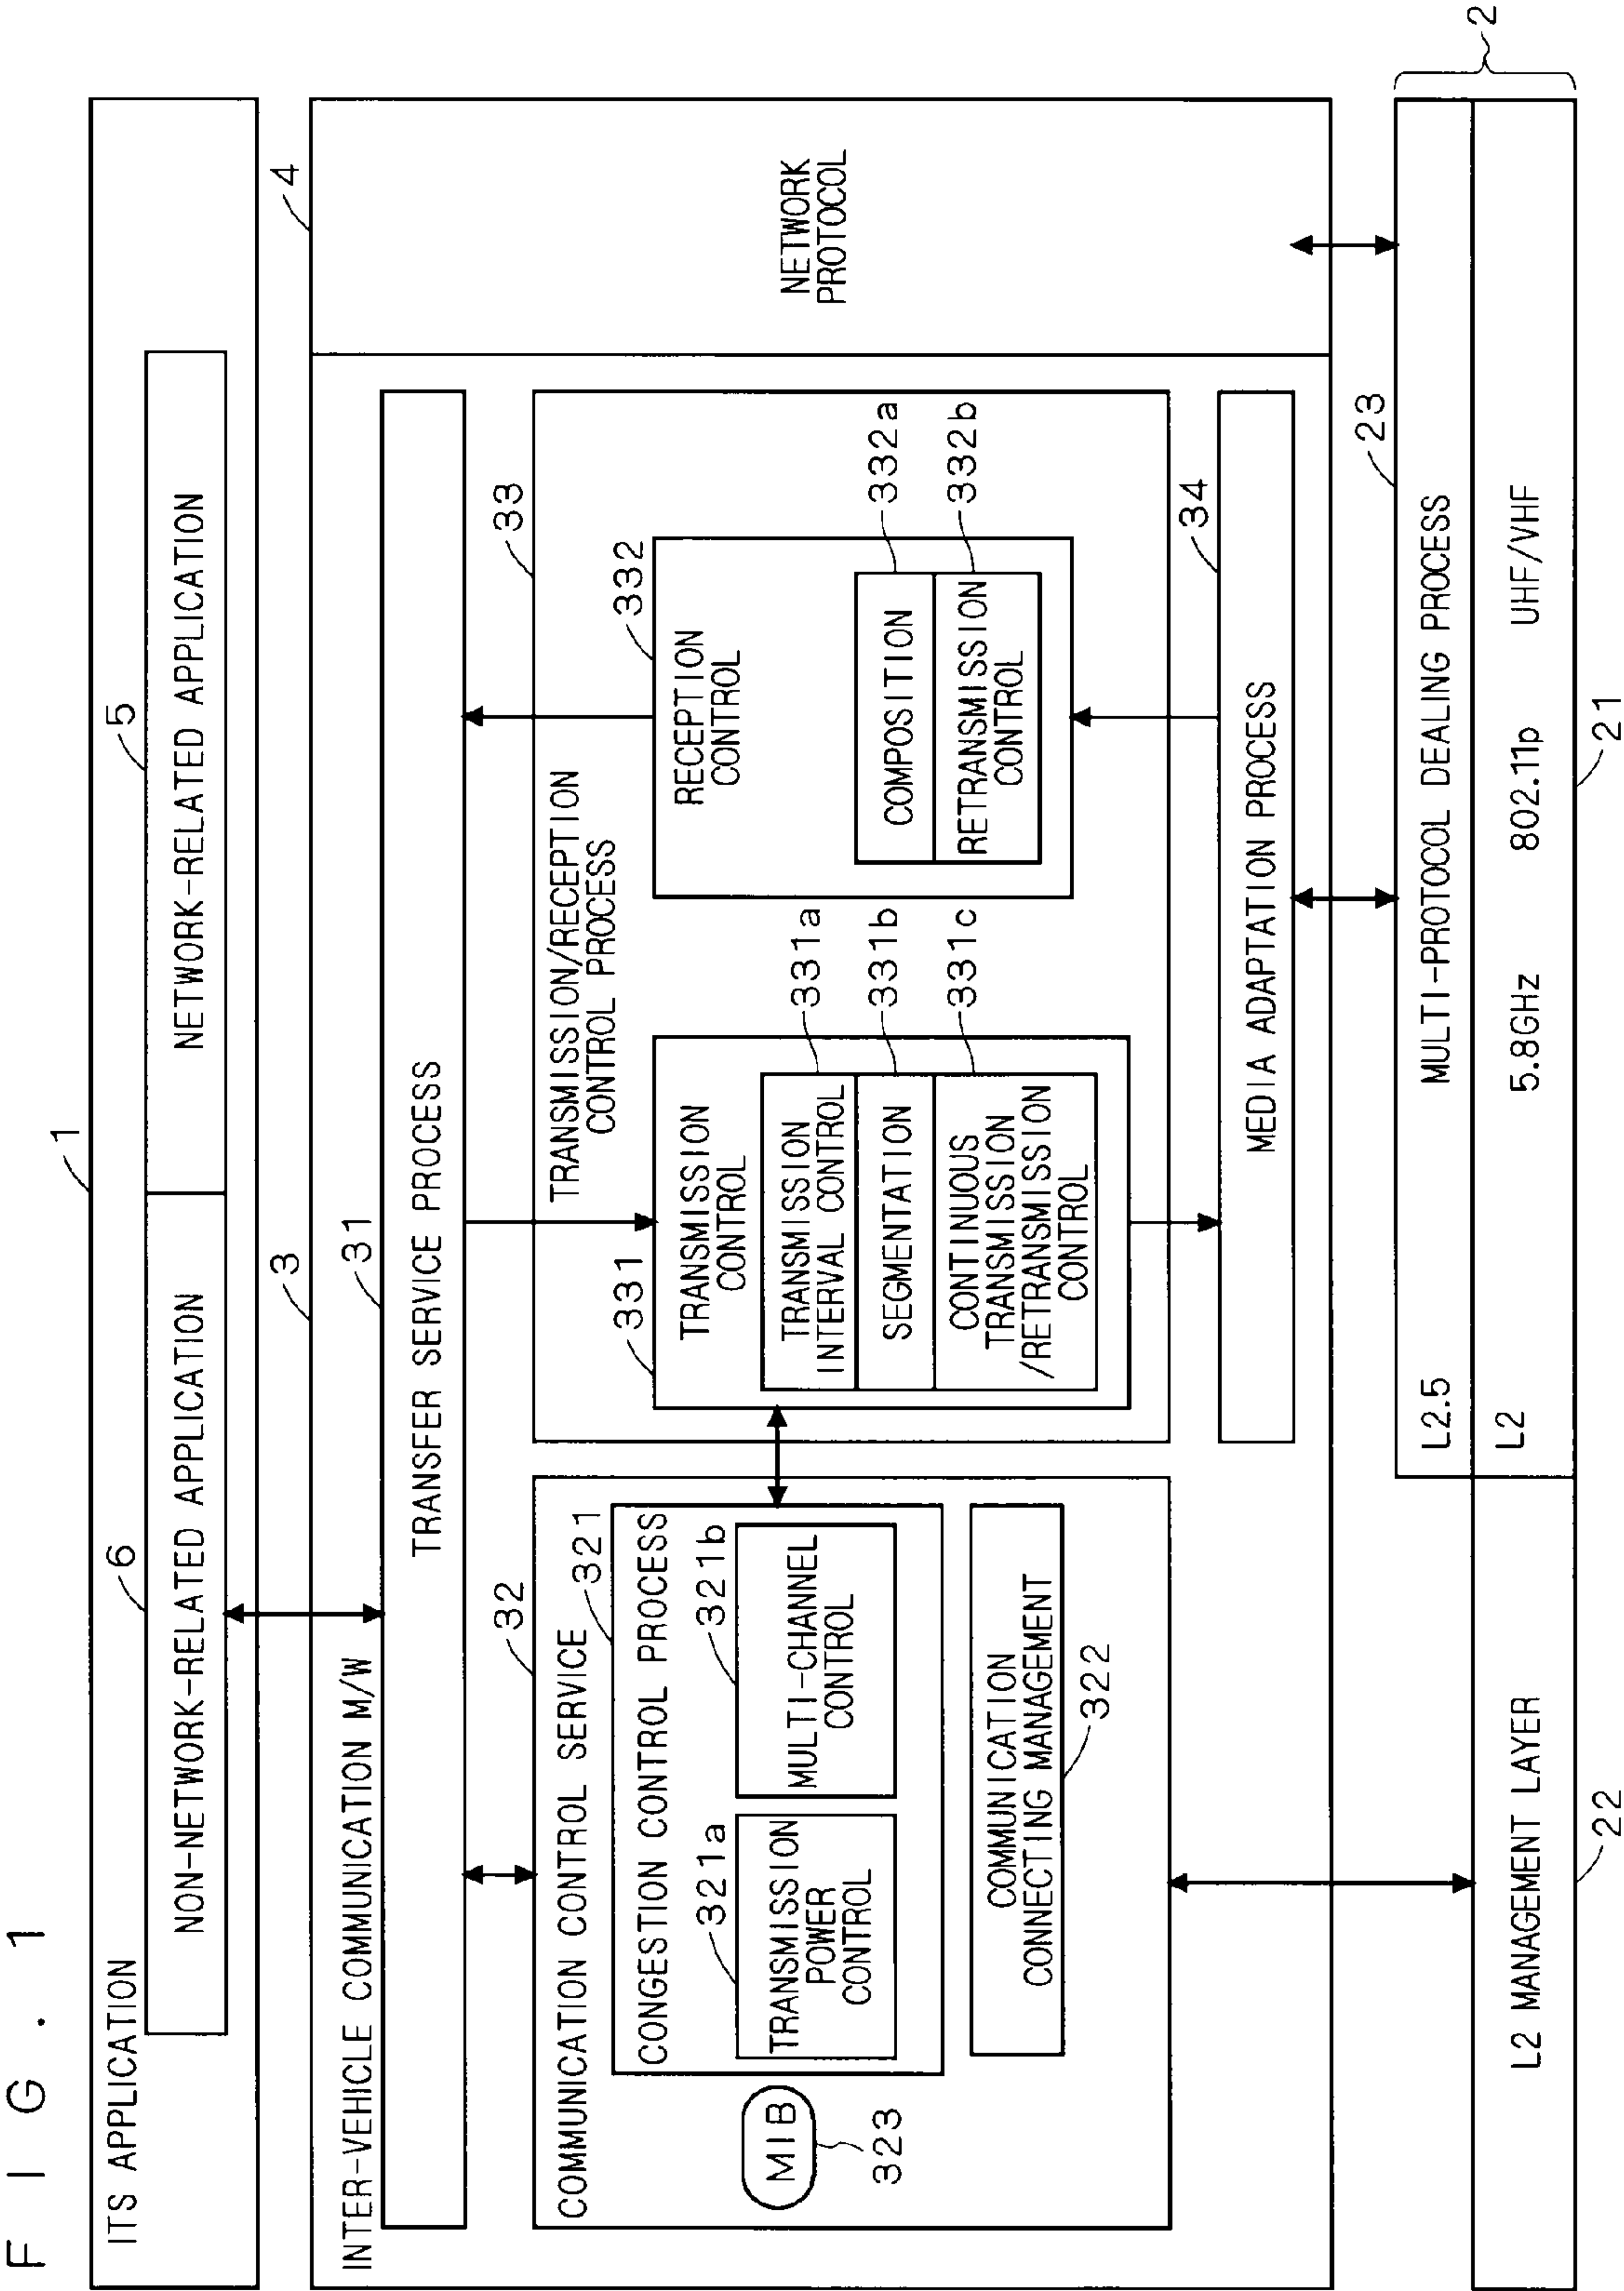 FIG. 1
1
ITS APPLICATION
6
5
NON-NETWORK-RELATED APPLICATION
NETWORK-RELATED APPLICATION
3
4
INTER-VEHICLE COMMUNICATION M/W
31
TRANSFER SERVICE PROCESS
NETWORK
PROTOCOL
32
COMMUNICATION CONTROL SERVICE
321
CONGESTION CONTROL PROCESS
321a
321b
TRANSMISSION
POWER
CONTROL
MULTI-CHANNEL
CONTROL
MIB
323
COMMUNICATION
CONNECTING MANAGEMENT
322
33
TRANSMISSION/RECEPTION
CONTROL PROCESS
331
TRANSMISSION
CONTROL
TRANSMISSION
INTERVAL CONTROL
331a
SEGMENTATION
331b
CONTINUOUS
TRANSMISSION
/RETRANSMISSION
CONTROL
331c
332
RECEPTION
CONTROL
COMPOSITION
332a
RETRANSMISSION
CONTROL
332b
34
MEDIA ADAPTATION PROCESS
23
L2.5
MULTI-PROTOCOL DEALING PROCESS
2
L2 MANAGEMENT LAYER
L2
5.8GHz
802.11p
UHF/VHF
22
21